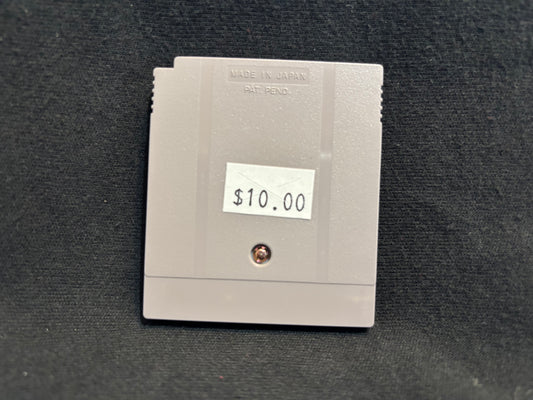 MADE IN JAPAN
PAT. PEND.
$10.00